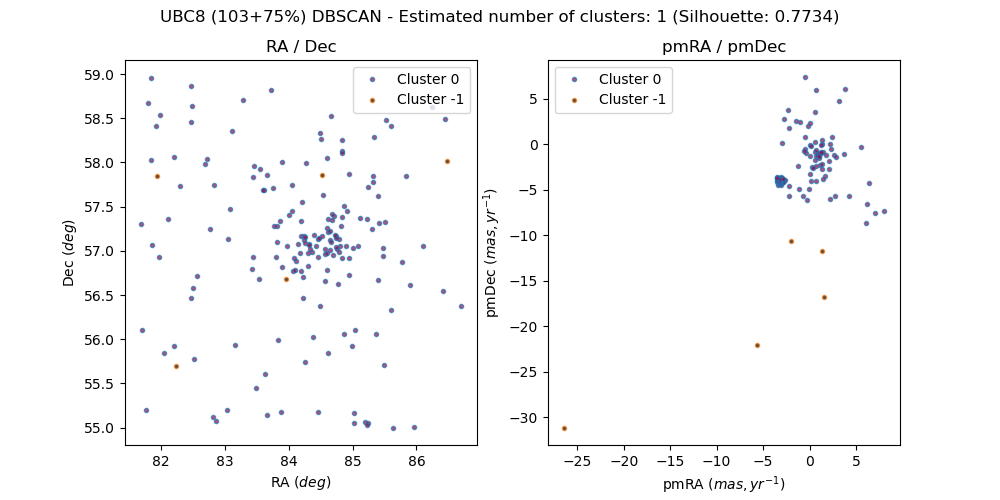 UBC8 (103+75%) DBSCAN - Estimated number of clusters: 1 (Silhouette: 0.7734)
RA / Dec
pmRA / pmDec
Cluster 0
Cluster -1
Cluster 0
Cluster -1
59.0
58.5
58.0
57.5
57.0
56.5
56.0
55.5
55.0
Dec (deg)
82 83 84 85 86
RA (deg)
5
0
−5
−10
−15
−20
−25
−30
pmDec (mas, yr⁻¹)
−25 −20 −15 −10 −5 0 5
pmRA (mas, yr⁻¹)